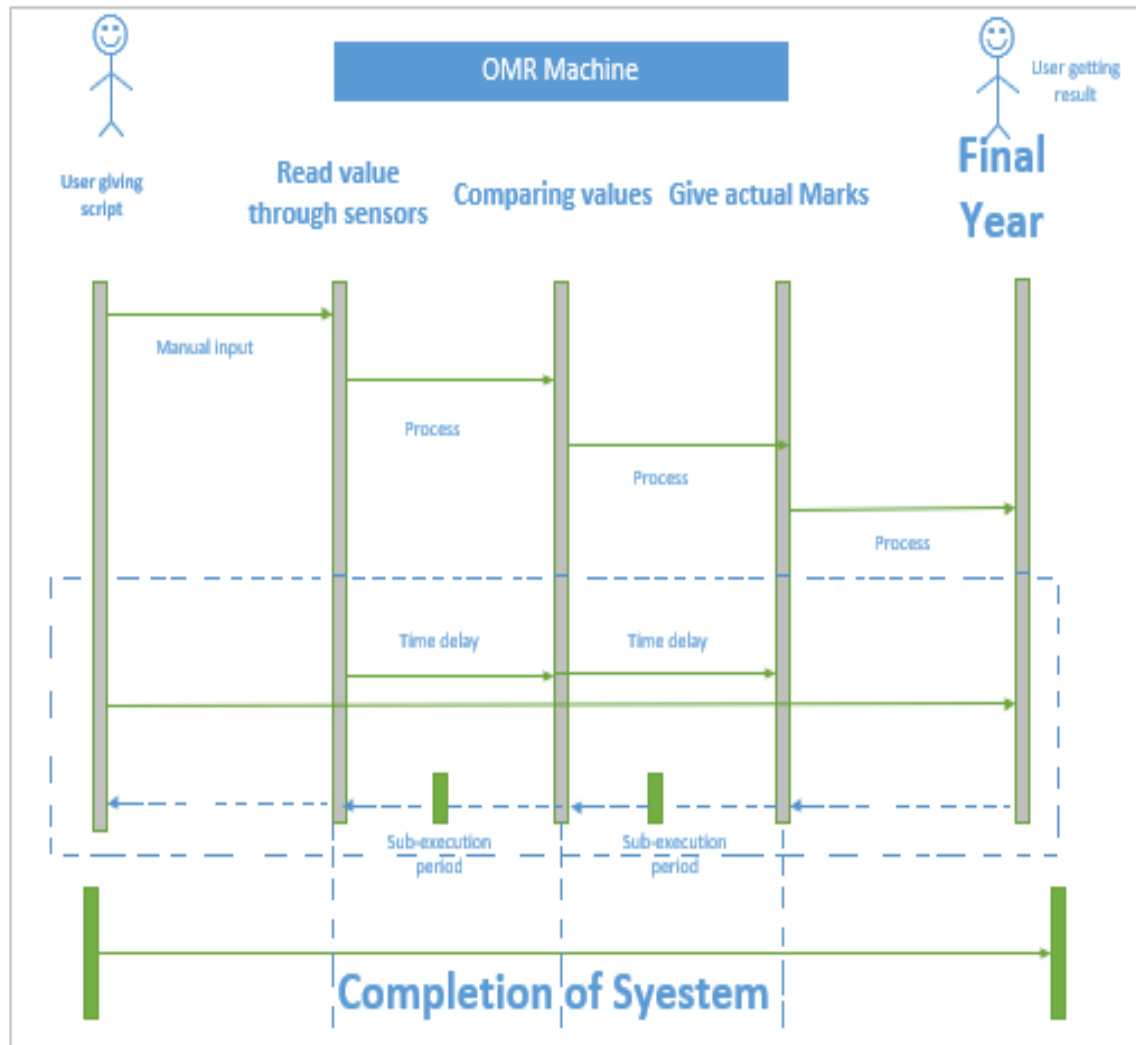 OMR Machine
User getting
result
User giving
script
Read value
through sensors
Comparing values
Give actual Marks
Final
Year
Manual input
Process
Process
Process
Time delay
Time delay
Sub-execution
period
Sub-execution
period
Completion of Syestem